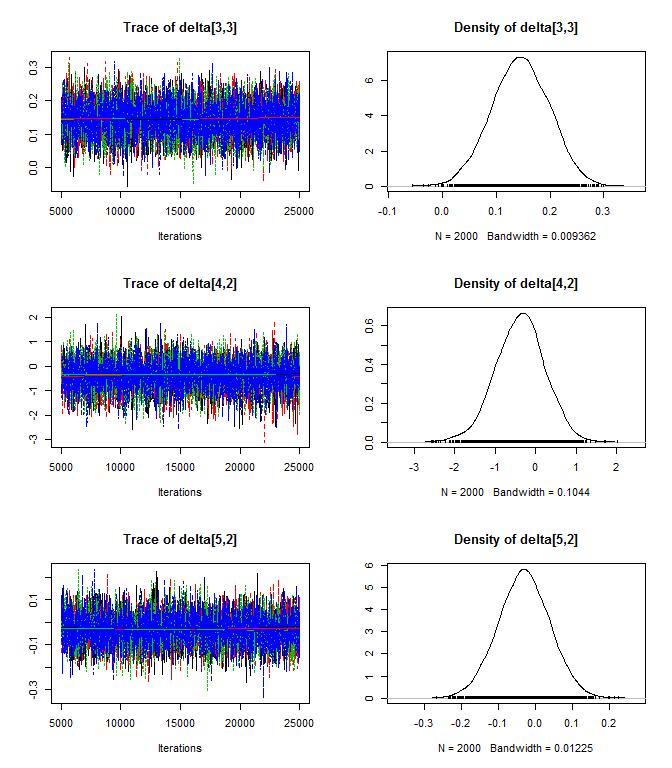 Trace of delta[3,3]
0.0 0.1 0.2 0.3
5000 10000 15000 20000 25000
Iterations
Density of delta[3,3]
0 2 4 6
-0.1 0.0 0.1 0.2 0.3
N = 2000 Bandwidth = 0.009362
Trace of delta[4,2]
-3 -2 -1 0 1 2
5000 10000 15000 20000 25000
Iterations
Density of delta[4,2]
0.0 0.2 0.4 0.6
-3 -2 -1 0 1 2
N = 2000 Bandwidth = 0.1044
Trace of delta[5,2]
-0.3 -0.1 0.1
5000 10000 15000 20000 25000
Iterations
Density of delta[5,2]
0 1 2 3 4 5 6
-0.3 -0.2 -0.1 0.0 0.1 0.2
N = 2000 Bandwidth = 0.01225